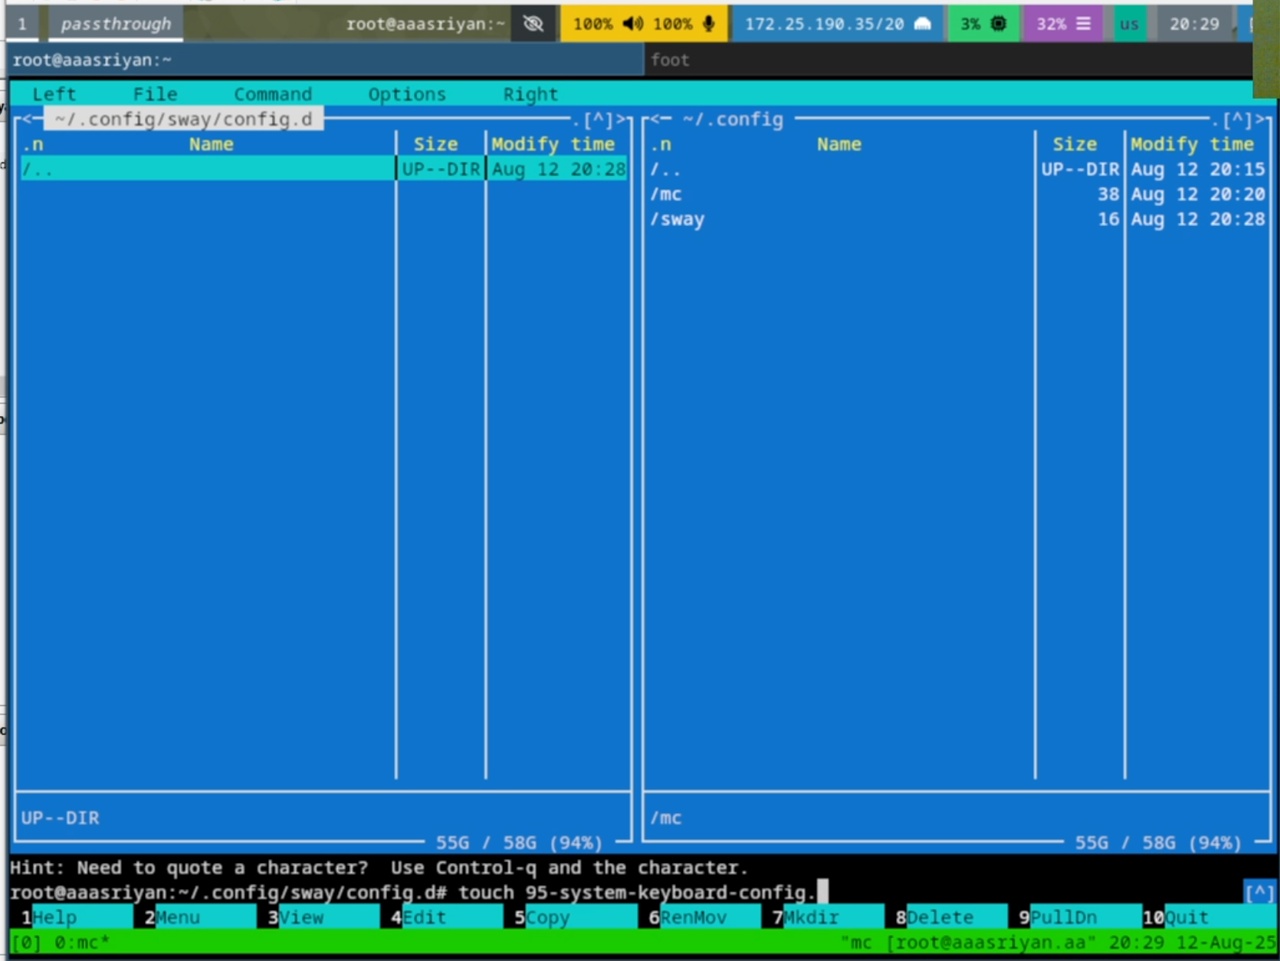 1 passthrough root@aaasriyan:~ 100% 100% 172.25.190.35/20 3% 32% us 20:29
root@aaasriyan:~ foot
Left File Command Options Right
<— ~/.config/sway/config.d .[^]> <— ~/.config .[^]>
.n Name Size Modify time .n Name Size Modify time
/.. UP--DIR Aug 12 20:28 /.. UP--DIR Aug 12 20:15
/mc 38 Aug 12 20:20
/sway 16 Aug 12 20:28
UP--DIR /mc
55G / 58G (94%) 55G / 58G (94%)
Hint: Need to quote a character? Use Control-q and the character.
root@aaasriyan:~/.config/sway/config.d# touch 95-system-keyboard-config. [^]
1Help 2Menu 3View 4Edit 5Copy 6RenMov 7Mkdir 8Delete 9PullDn 10Quit
[0] 0:mc* "mc [root@aaasriyan.aa" 20:29 12-Aug-25